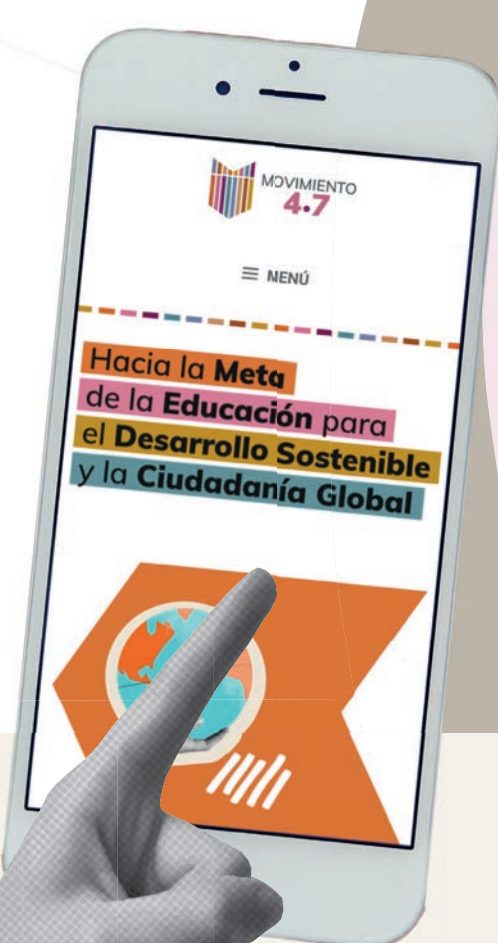 MOVIMIENTO
4.7
☰ MENÚ
Hacia la Meta
de la Educación para
el Desarrollo Sostenible
y la Ciudadanía Global